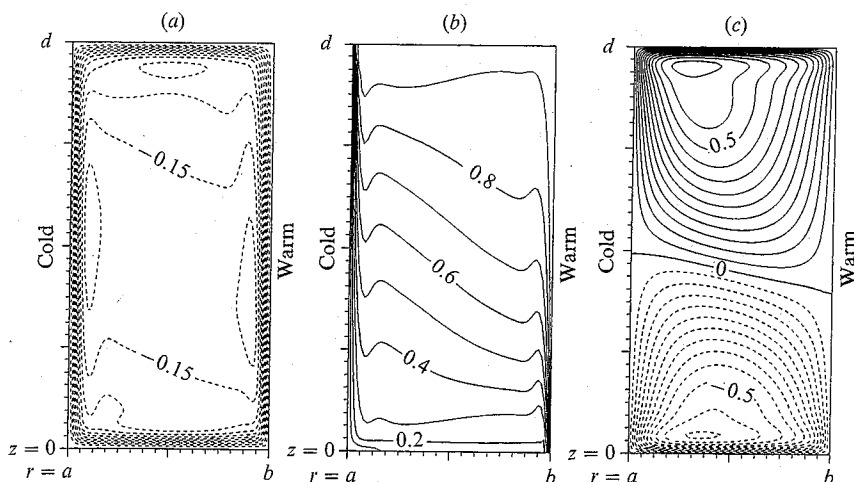 (a) (b) (c)
d d d
−0.15
−0.15
0.8
0.6
0.4
0.2
0.5
0
−0.5
Cold Warm Cold Warm Cold Warm
z = 0 0 z = 0
r = a b r = a b r = a b